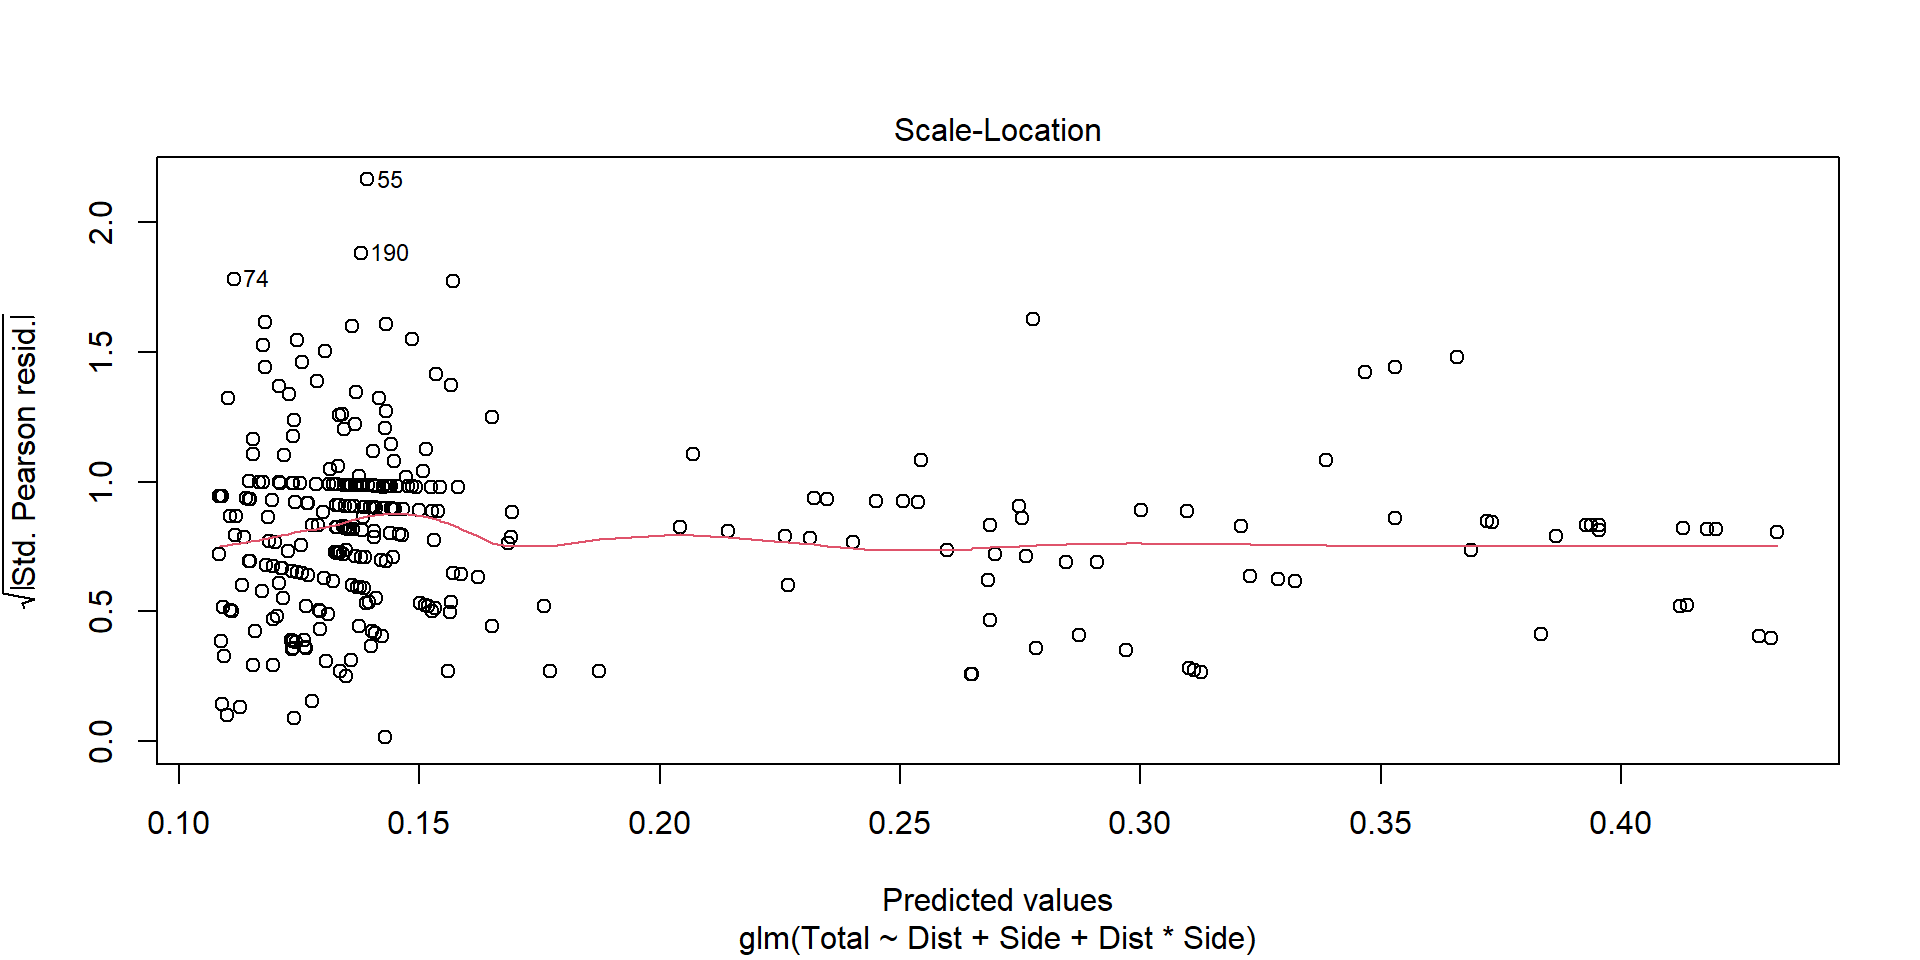 Scale-Location
55
190
74
2.0
1.5
1.0
0.5
0.0
√|Std. Pearson resid.|
0.10 0.15 0.20 0.25 0.30 0.35 0.40
Predicted values
glm(Total ~ Dist + Side + Dist * Side)